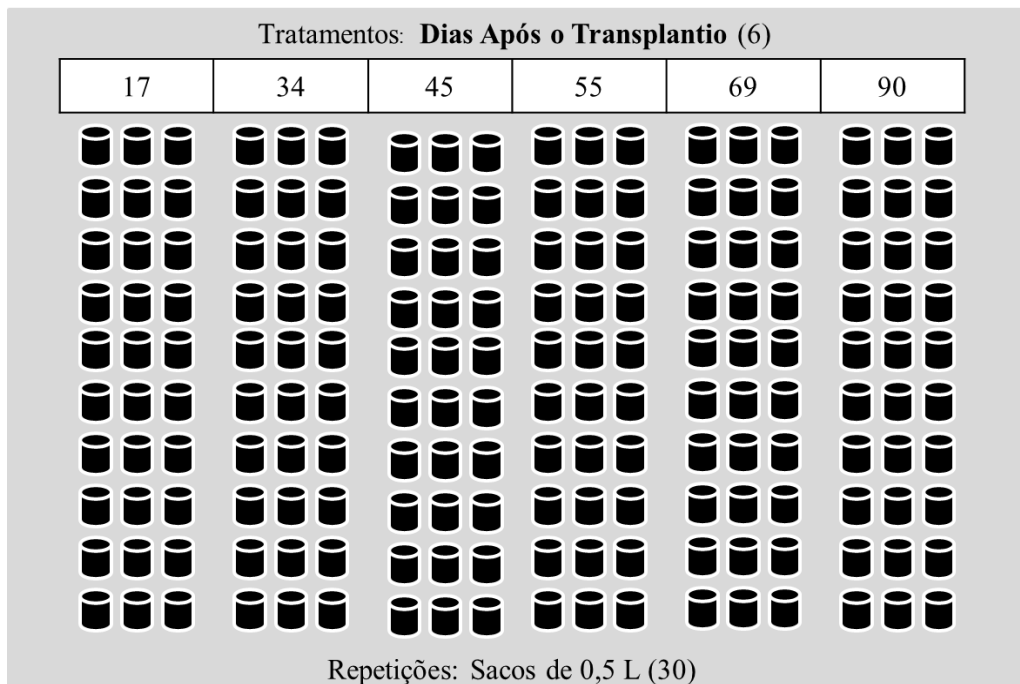 Tratamentos: Dias Após o Transplantio (6)
17 34 45 55 69 90
Repetições: Sacos de 0,5 L (30)